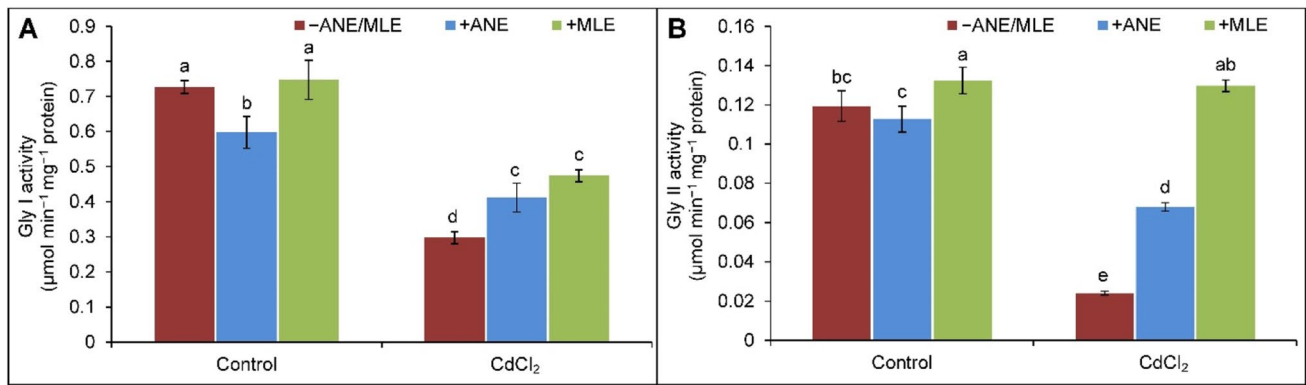 A
−ANE/MLE +ANE +MLE
0.9
0.8
0.7
0.6
0.5
0.4
0.3
0.2
0.1
0
Gly I activity
(µmol min⁻¹ mg⁻¹ protein)
a
b
a
d
c
c
Control
CdCl₂
B
−ANE/MLE +ANE +MLE
0.16
0.14
0.12
0.10
0.08
0.06
0.04
0.02
0
Gly II activity
(µmol min⁻¹ mg⁻¹ protein)
bc
c
a
e
d
ab
Control
CdCl₂